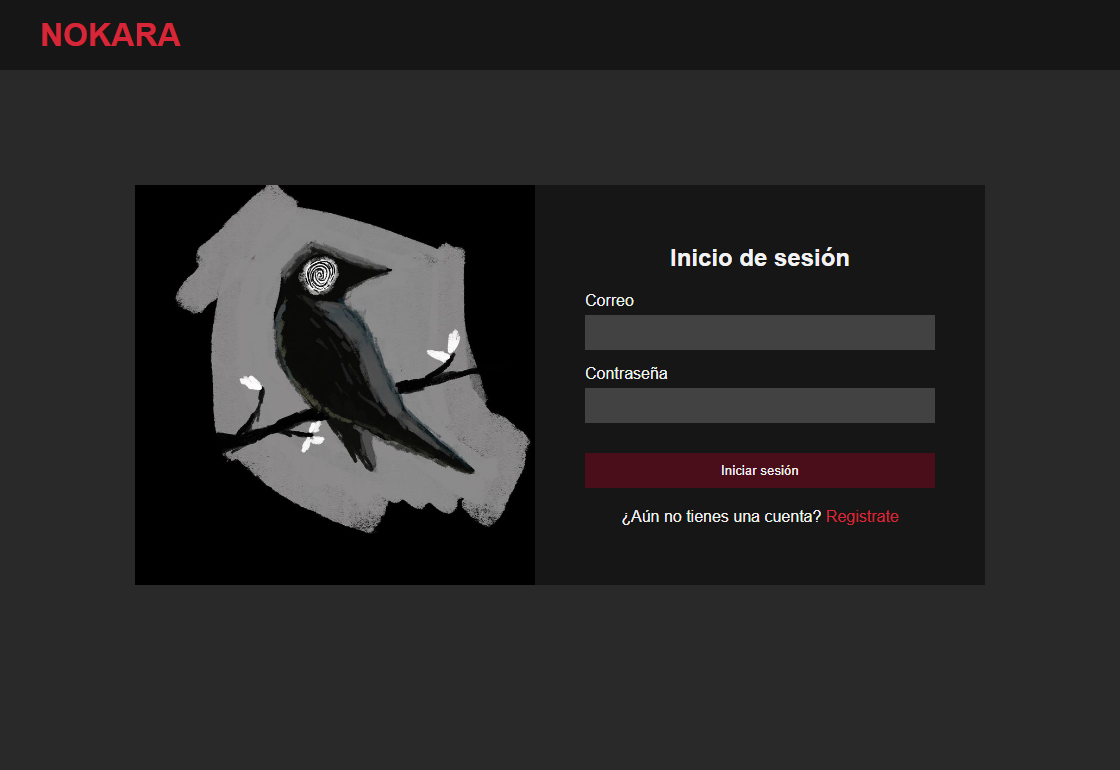 NOKARA
Inicio de sesión
Correo
Contraseña
Iniciar sesión
¿Aún no tienes una cuenta? Registrate